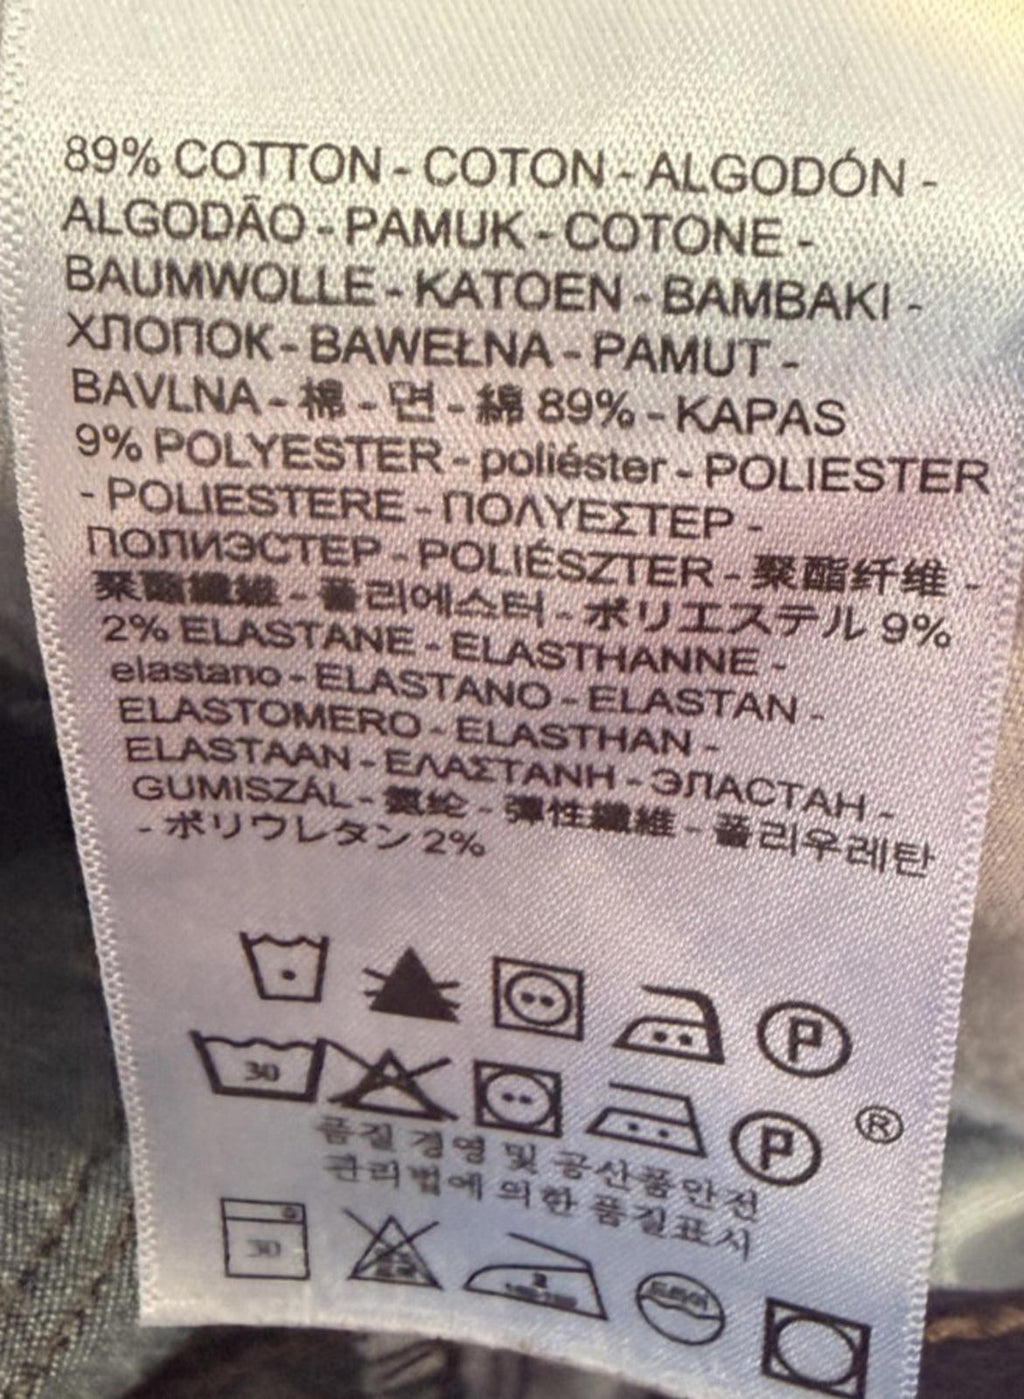 89% COTTON - COTON - ALGODÓN -
ALGODÃO - PAMUK - COTONE -
BAUMWOLLE - KATOEN - BAMBAKI -
ХЛОПОК - BAWEŁNA - PAMUT -
BAVLNA - 棉 - 면 - 綿 89% - KAPAS
9% POLYESTER - poliéster - POLIESTER
- POLIESTERE - ΠΟΛΥΕΣΤΕΡ -
ПОЛИЭСТЕР - POLIÉSZTER - 聚酯纤维 -
聚酯纖維 - 폴리에스터 - ポリエステル 9%
2% ELASTANE - ELASTHANNE -
elastano - ELASTANO - ELASTAN -
ELASTOMERO - ELASTHAN -
ELASTAAN - ΕΛΑΣΤΑΝΗ - ЭЛАСТАН -
GUMISZÁL - 氨纶 - 彈性纖維 - 폴리우레탄
- ポリウレタン 2%
P
30 P ®
품질경영 및 공산품안전
관리법에 의한 품질표시
30 2 드라이